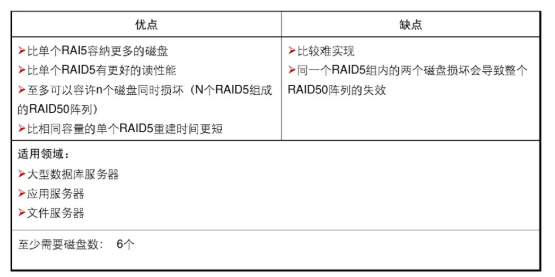 优点
缺点
➢比单个RAI5容纳更多的磁盘
➢比单个RAID5有更好的读性能
➢至多可以容许n个磁盘同时损坏（N个RAID5组成
的RAID50阵列）
➢比相同容量的单个RAID5重建时间更短
➢比较难实现
➢同一个RAID5组内的两个磁盘损坏会导致整个
RAID50阵列的失效
适用领域：
➢大型数据库服务器
➢应用服务器
➢文件服务器
至少需要磁盘数： 6个